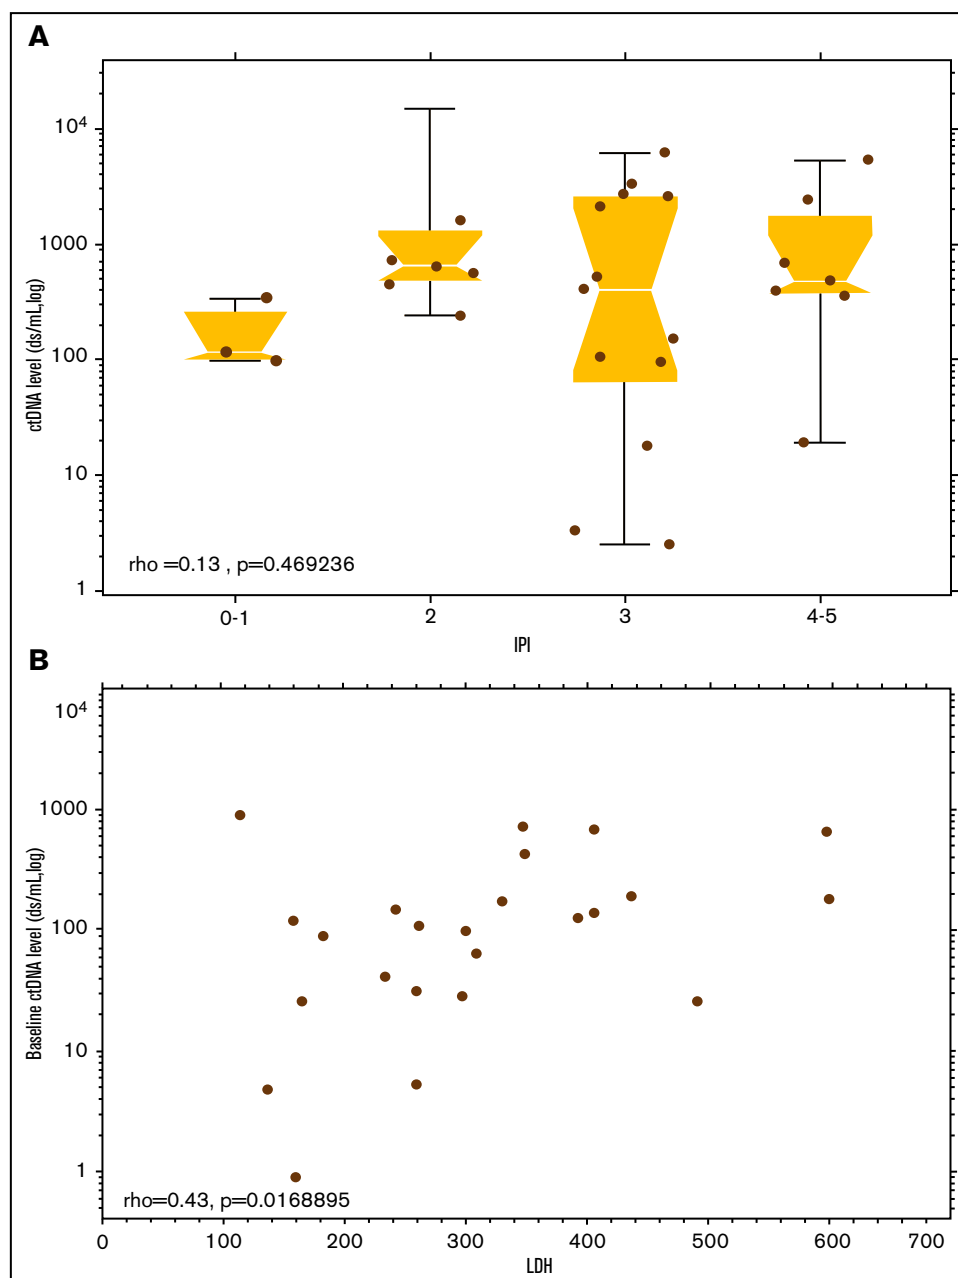 A
10⁴
1000
100
10
1
ctDNA level (ds/mL,log)
rho =0.13 , p=0.469236
0-1
2
3
4-5
IPI
B
10⁴
1000
100
10
1
Baseline ctDNA level (ds/mL,log)
rho=0.43, p=0.0168895
0
100
200
300
400
500
600
700
LDH